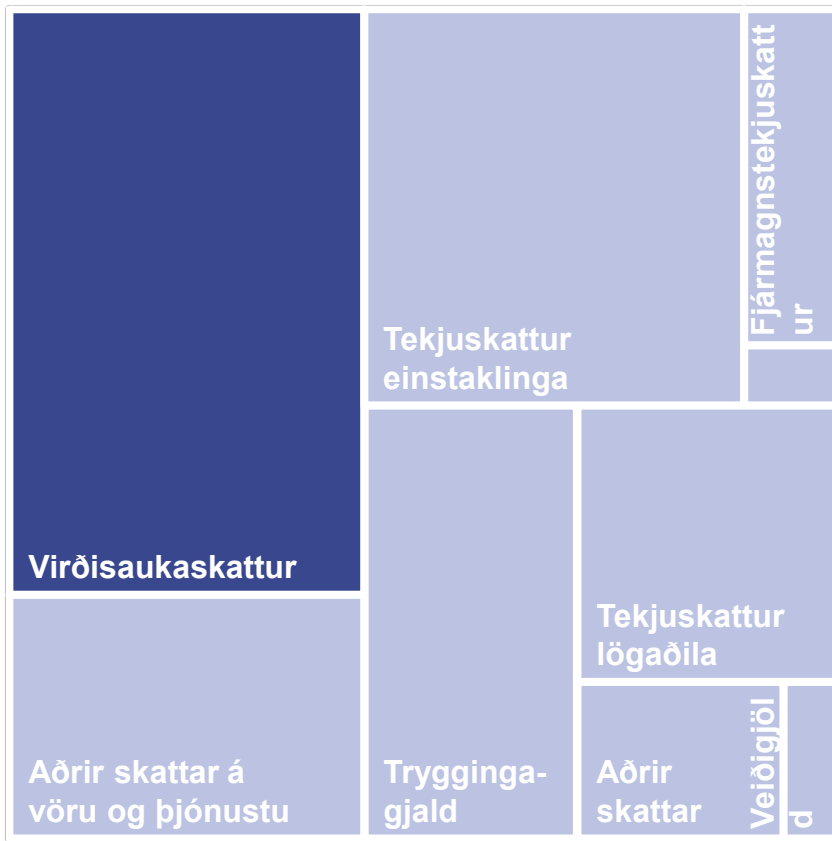 Virðisaukaskattur
Aðrir skattar á
vöru og þjónustu
Tekjuskattur
einstaklinga
Fjármagnstekjuskatt
ur
Trygginga-
gjald
Tekjuskattur
lögaðila
Aðrir
skattar
Veiðigjöl
d